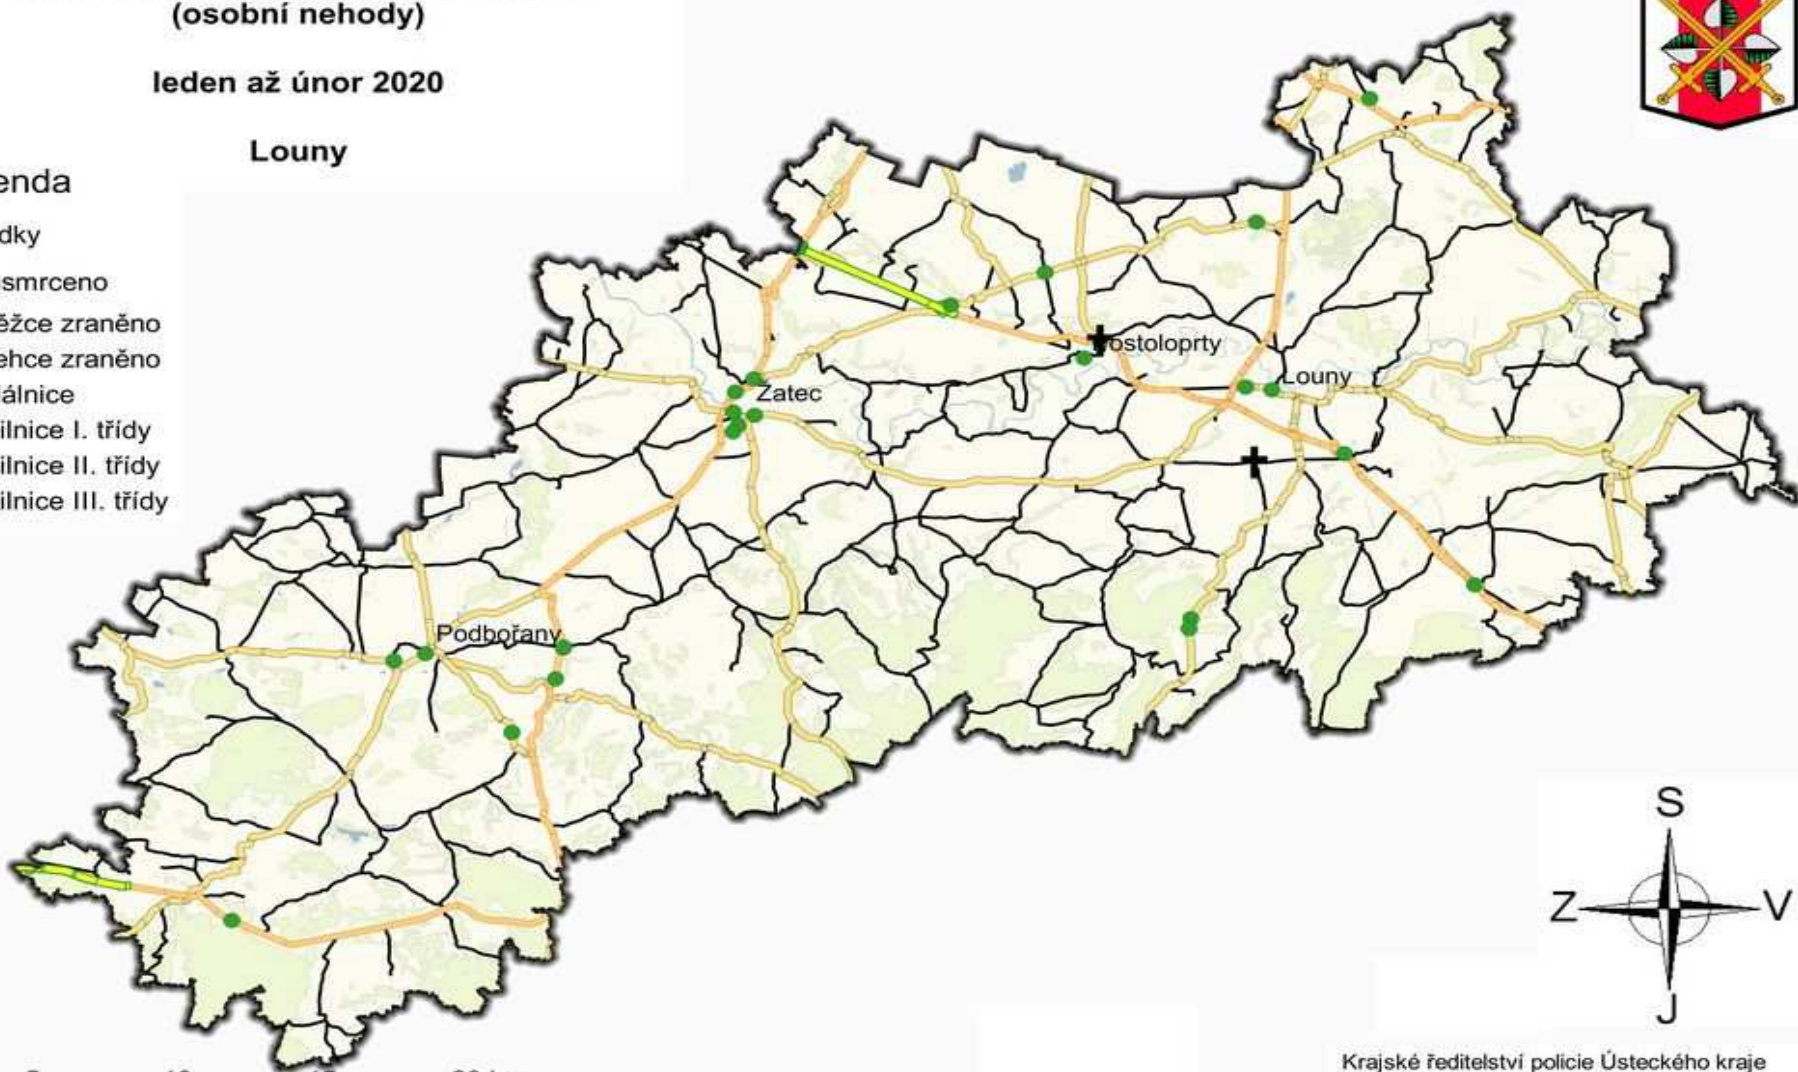 (osobní nehody)
leden až únor 2020
Louny
enda
dky
smrceno
ěžce zraněno
ehce zraněno
álnice
ilnice I. třídy
ilnice II. třídy
ilnice III. třídy
ostoloprty
Louny
Žatec
Podbořany
S
Z
V
J
Krajské ředitelství policie Ústeckého kraje